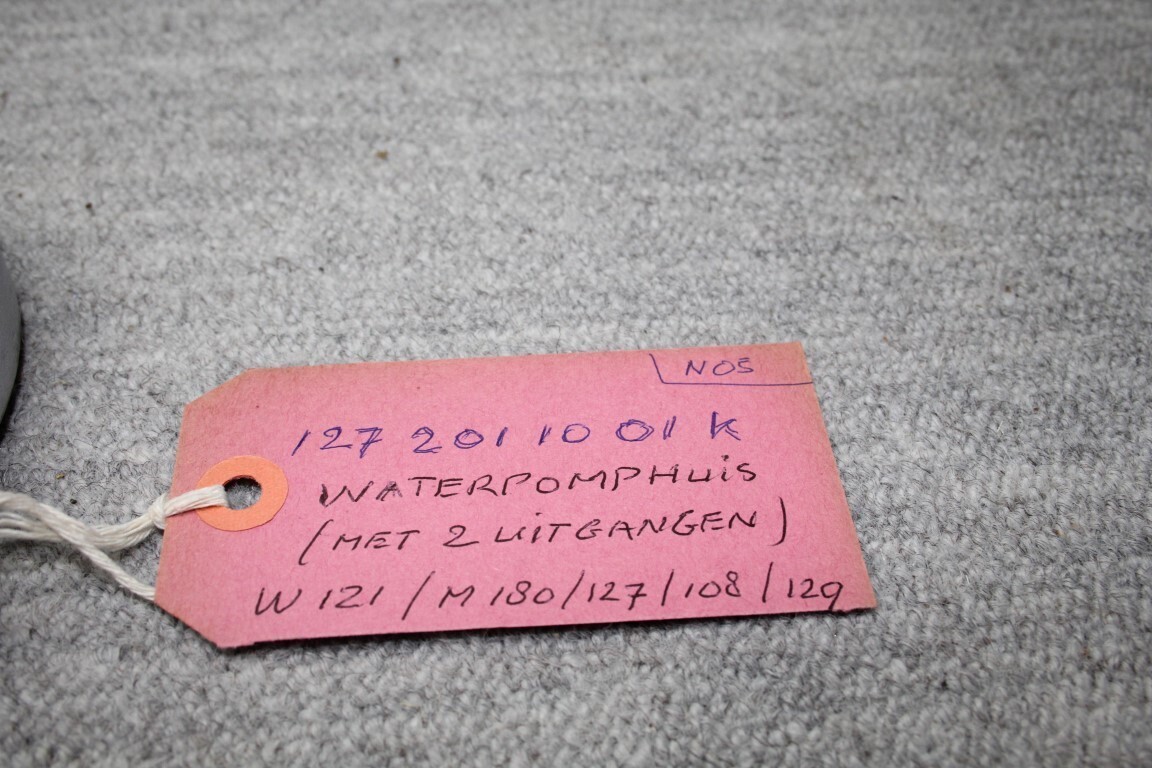 NOS
127 201 10 01 K
WATERPOMPHUiS
(MET 2 UiTGANGEN)
W 121 / M 180/127/108/129